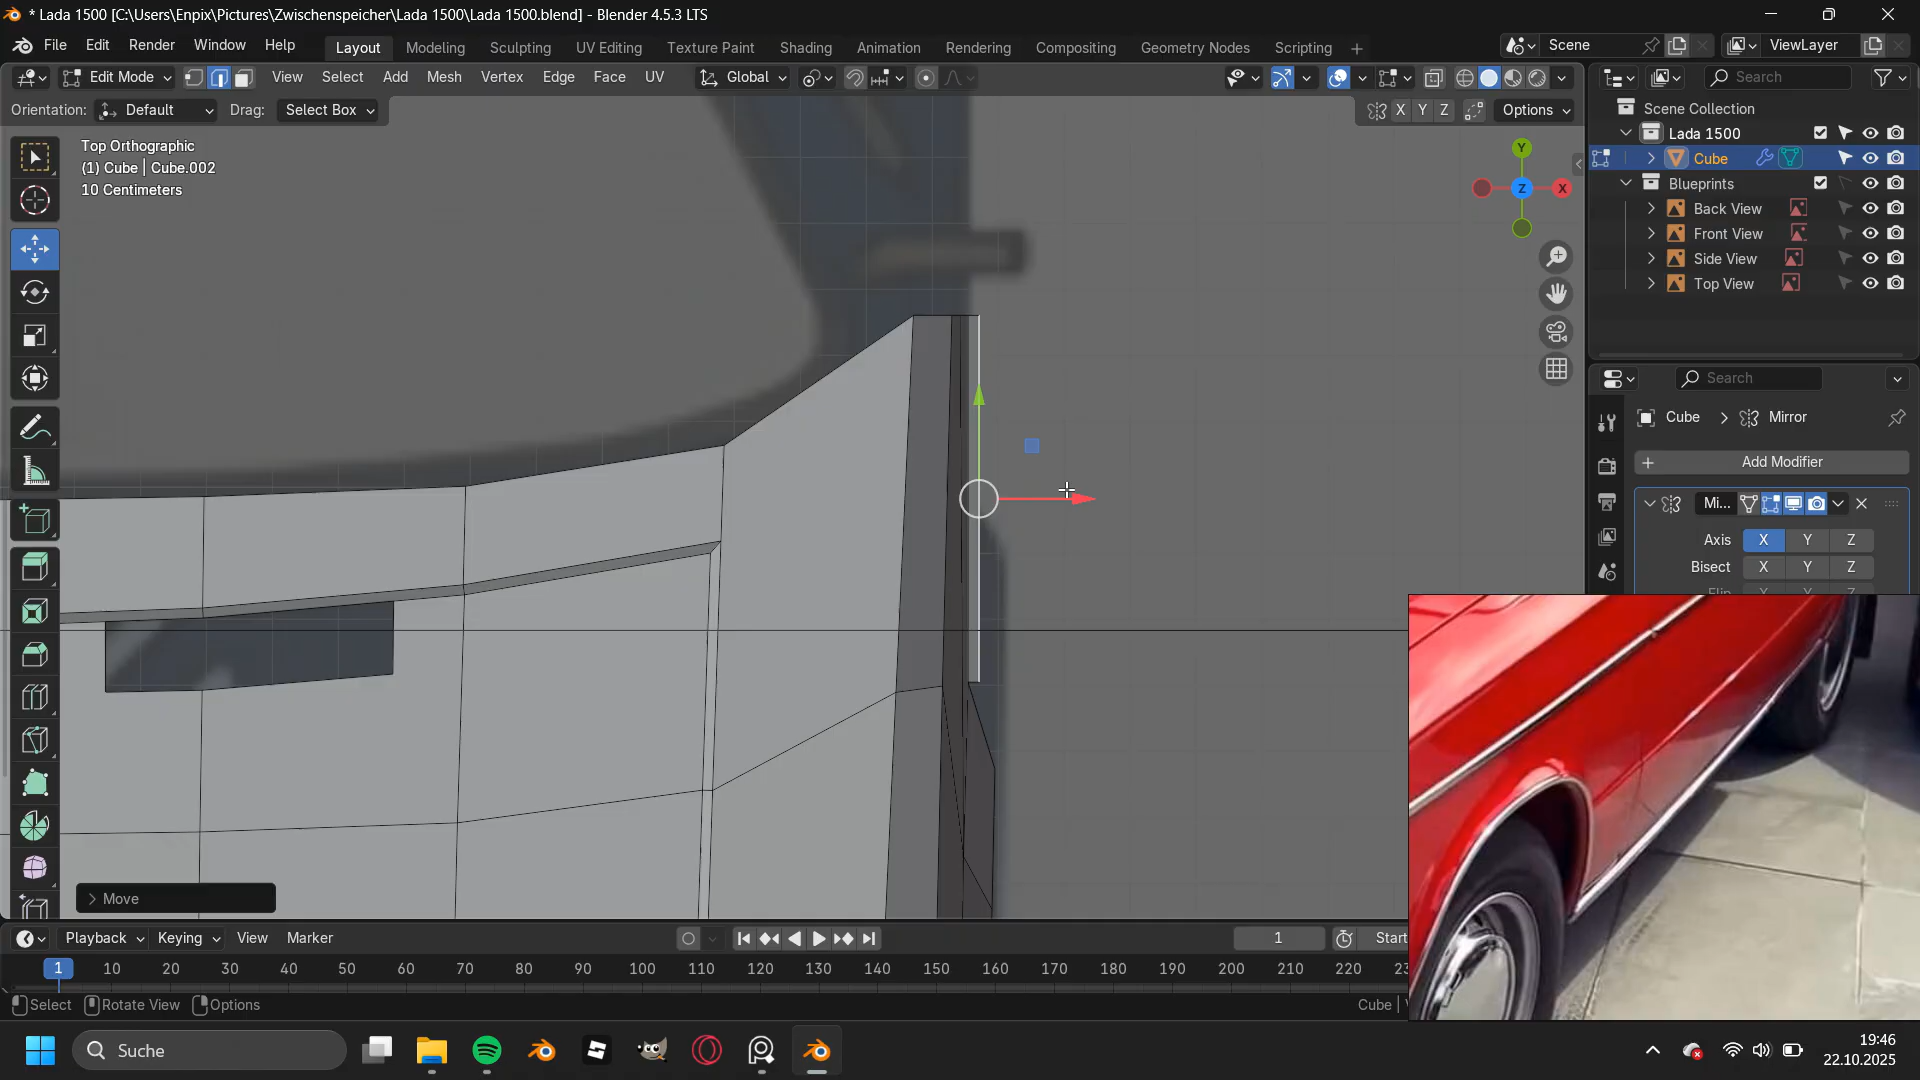 * Lada 1500 [C:\Users\Enpix\Pictures\Zwischenspeicher\Lada 1500\Lada 1500.blend] - Blender 4.5.3 LTS
File Edit Render Window Help Layout Modeling Sculpting UV Editing Texture Paint Shading Animation Rendering Compositing Geometry Nodes Scripting + Scene ViewLayer
Edit Mode View Select Add Mesh Vertex Edge Face UV Global Search
Orientation: Default Drag: Select Box X Y Z Options
Top Orthographic
(1) Cube | Cube.002
10 Centimeters
Y
Z X
Scene Collection
Lada 1500
Cube
Blueprints
Back View
Front View
Side View
Top View
Search
Cube > Mirror
+ Add Modifier
Mi...
Axis X Y Z
Bisect X Y Z
> Move
Playback Keying View Marker 1 Start
1 10 20 30 40 50 60 70 80 90 100 110 120 130 140 150 160 170 180 190 200 210 220
Select Rotate View Options Cube |
Suche
19:46
22.10.2025